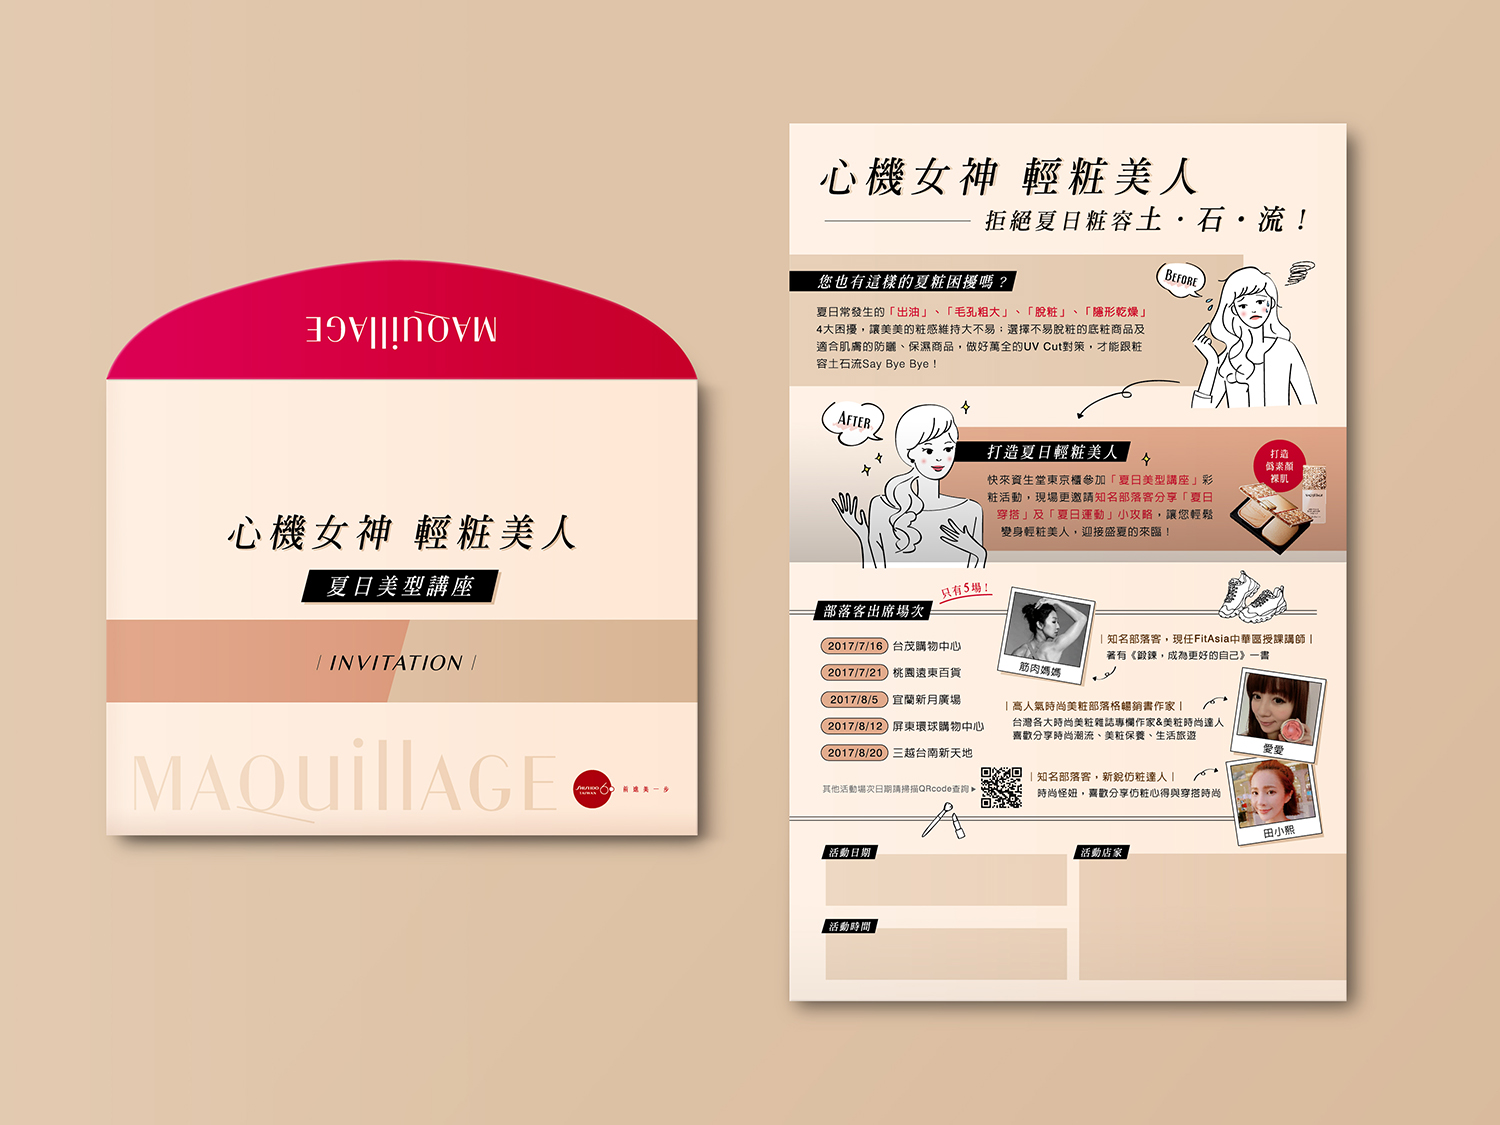 MAQuillAGE
心機女神 輕粧美人
夏日美型講座
INVITATION
MAQuillAGE
SHISEIDO
TAIWAN 60
前進美一步
心機女神 輕粧美人
拒絕夏日粧容土・石・流！
您也有這樣的夏粧困擾嗎？
BEFORE
夏日常發生的「出油」、「毛孔粗大」、「脫粧」、「隱形乾燥」
4大困擾，讓美美的粧感維持大不易；選擇不易脫粧的底粧商品及
適合肌膚的防曬、保濕商品，做好萬全的UV Cut對策，才能跟粧
容土石流Say Bye Bye！
AFTER
打造夏日輕粧美人
快來資生堂東京櫃參加「夏日美型講座」彩
粧活動，現場更邀請知名部落客分享「夏日
穿搭」及「夏日運動」小攻略，讓您輕鬆
變身輕粧美人，迎接盛夏的來臨！
打造
偽素顏
裸肌
部落客出席場次
只有5場！
2017/7/16 台茂購物中心
2017/7/21 桃園遠東百貨
2017/8/5 宜蘭新月廣場
2017/8/12 屏東環球購物中心
2017/8/20 三越台南新天地
其他活動場次日期請掃描QRcode查詢▶
筋肉媽媽
| 知名部落客，現任FitAsia中華區授課講師 |
著有《鍛鍊，成為更好的自己》一書
| 高人氣時尚美粧部落格暢銷書作家 |
台灣各大時尚美粧雜誌專欄作家&美粧時尚達人
喜歡分享時尚潮流、美粧保養、生活旅遊
愛愛
| 知名部落客，新銳仿粧達人 |
時尚怪妞，喜歡分享仿粧心得與穿搭時尚
田小熙
活動日期
活動店家
活動時間